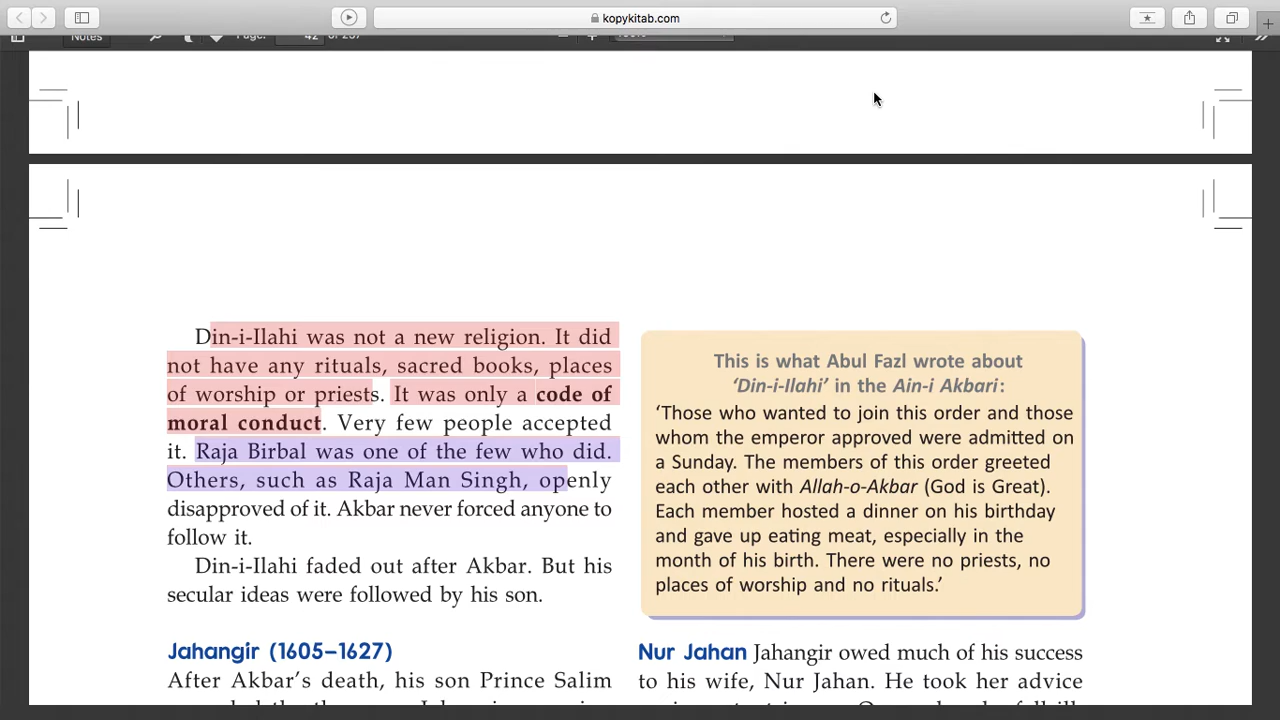 kopykitab.com
Notes
Page:
42
of 237
Din-i-Ilahi was not a new religion. It did
not have any rituals, sacred books, places
of worship or priests. It was only a code of
moral conduct. Very few people accepted
it. Raja Birbal was one of the few who did.
Others, such as Raja Man Singh, openly
disapproved of it. Akbar never forced anyone to
follow it.
Din-i-Ilahi faded out after Akbar. But his
secular ideas were followed by his son.
Jahangir (1605–1627)
After Akbar's death, his son Prince Salim
This is what Abul Fazl wrote about
‘Din-i-Ilahi’ in the Ain-i Akbari:
‘Those who wanted to join this order and those
whom the emperor approved were admitted on
a Sunday. The members of this order greeted
each other with Allah-o-Akbar (God is Great).
Each member hosted a dinner on his birthday
and gave up eating meat, especially in the
month of his birth. There were no priests, no
places of worship and no rituals.’
Nur Jahan Jahangir owed much of his success
to his wife, Nur Jahan. He took her advice